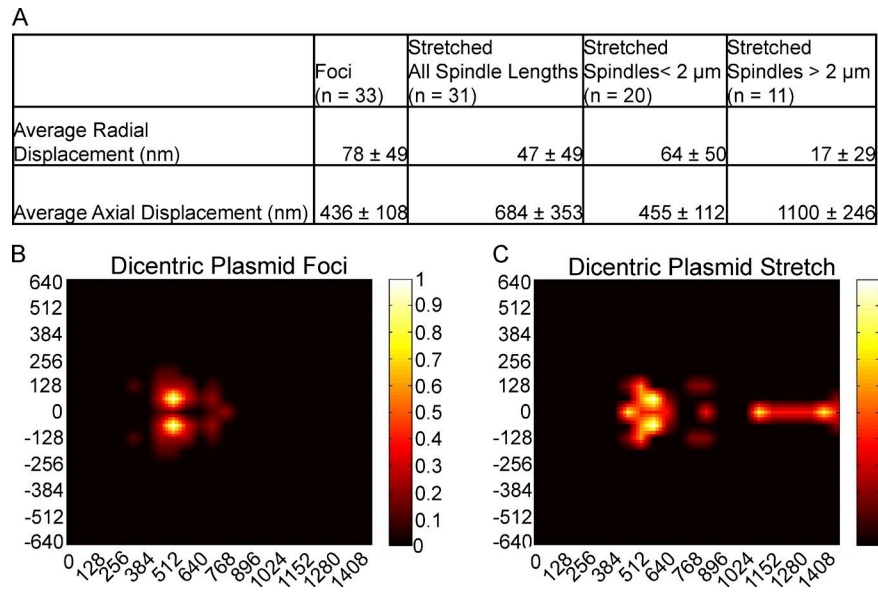 A
Foci
(n = 33)
Stretched
All Spindle Lengths
(n = 31)
Stretched
Spindles< 2 µm
(n = 20)
Stretched
Spindles > 2 µm
(n = 11)
Average Radial
Displacement (nm)
78 ± 49
47 ± 49
64 ± 50
17 ± 29
Average Axial Displacement (nm)
436 ± 108
684 ± 353
455 ± 112
1100 ± 246
B
Dicentric Plasmid Foci
640
512
384
256
128
0
-128
-256
-384
-512
-640
0
128
256
384
512
640
768
896
1024
1152
1280
1408
1
0.9
0.8
0.7
0.6
0.5
0.4
0.3
0.2
0.1
0
C
Dicentric Plasmid Stretch
640
512
384
256
128
0
-128
-256
-384
-512
-640
0
128
256
384
512
640
768
896
1024
1152
1280
1408